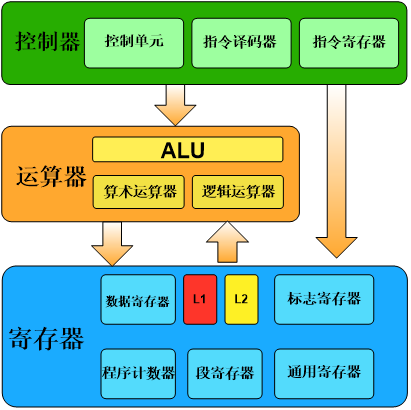 控制器
控制单元
指令译码器
指令寄存器
运算器
ALU
算术运算器
逻辑运算器
寄存器
数据寄存器
L1
L2
标志寄存器
程序计数器
段寄存器
通用寄存器